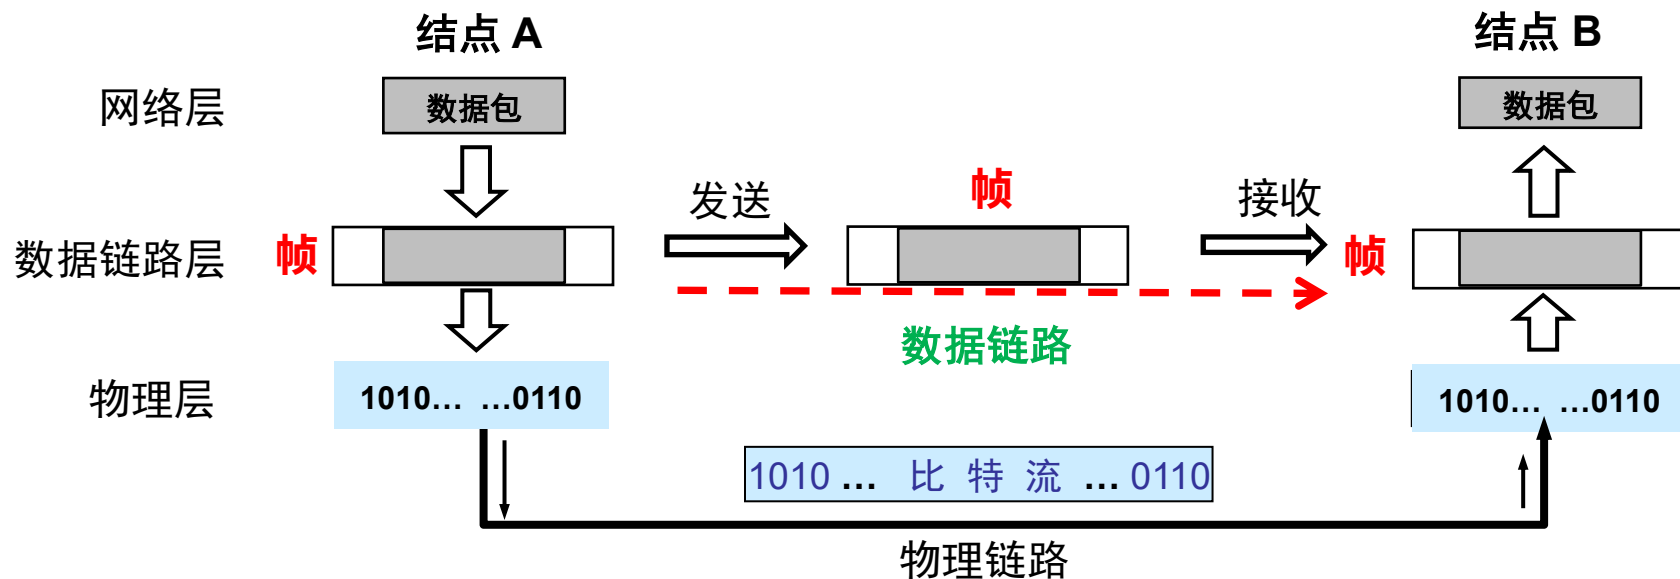 结点 A
结点 B
网络层
数据包
数据包
发送
帧
接收
数据链路层
帧
帧
数据链路
物理层
1010... ...0110
1010... ...0110
1010 ... 比 特 流 ... 0110
物理链路